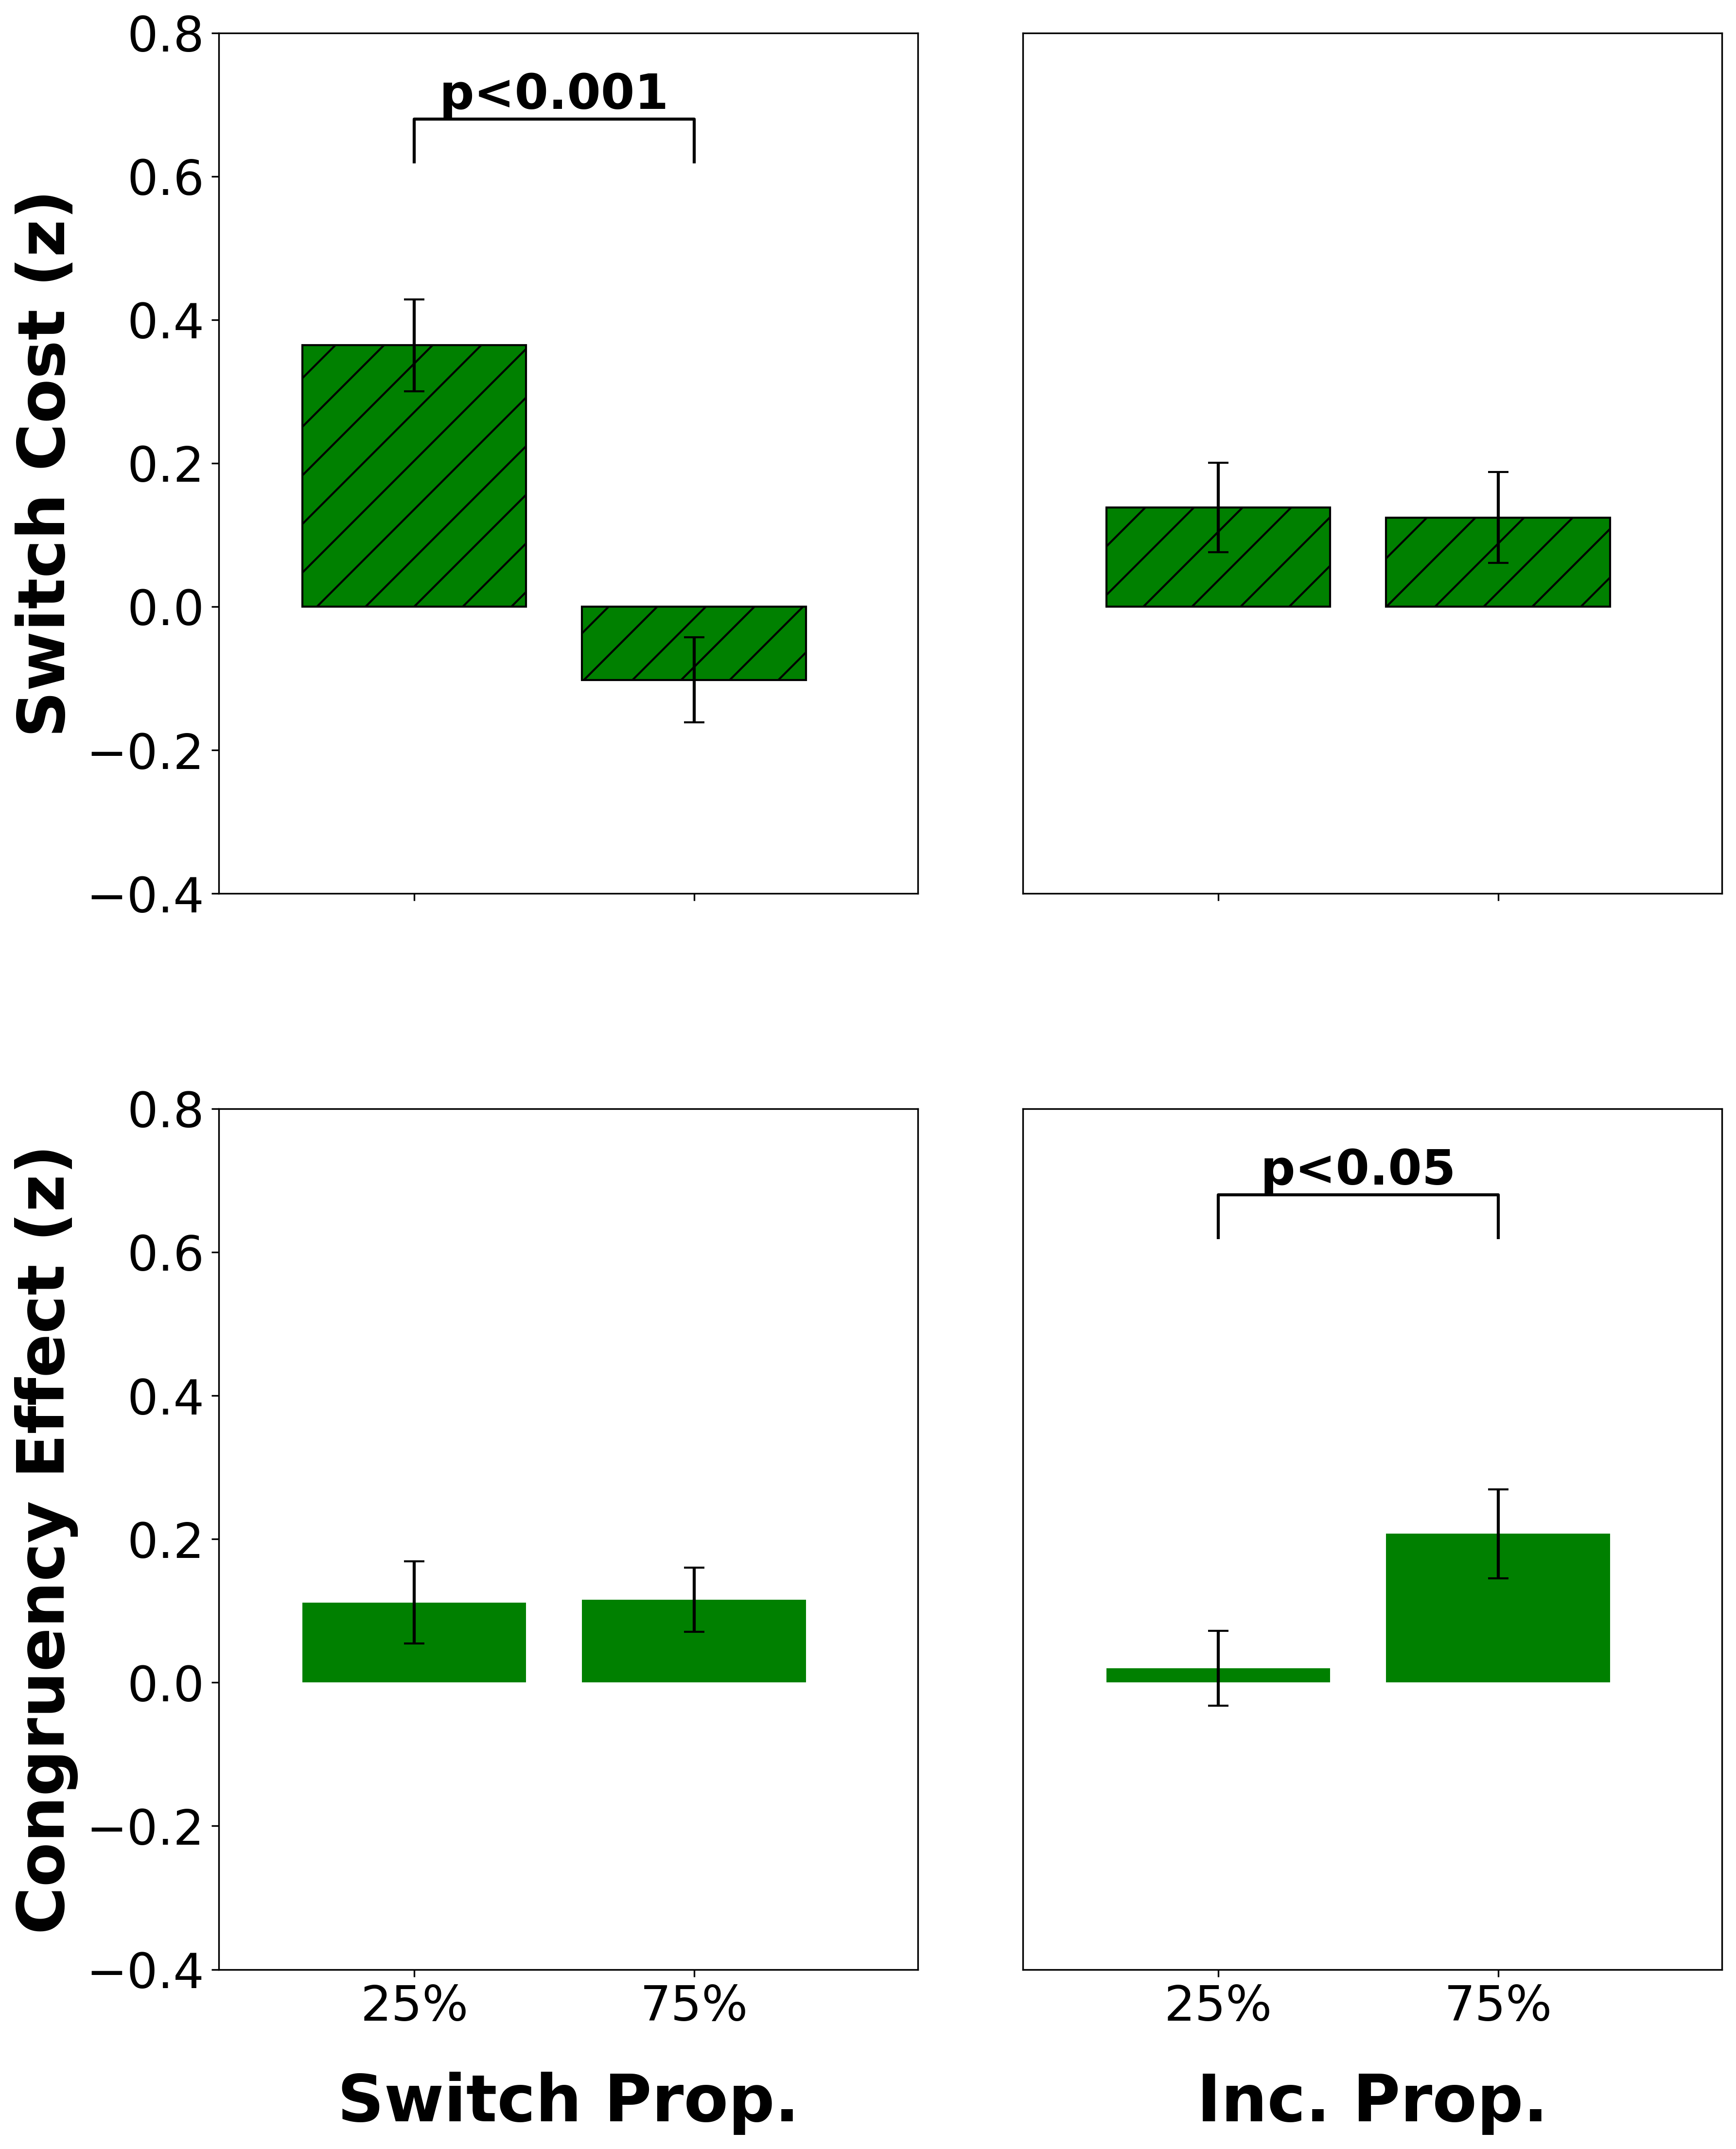 Switch Cost (z)
0.8
0.6
0.4
0.2
0.0
−0.2
−0.4
p<0.001
Congruency Effect (z)
0.8
0.6
0.4
0.2
0.0
−0.2
−0.4
p<0.05
25% 75%
25% 75%
Switch Prop.
Inc. Prop.